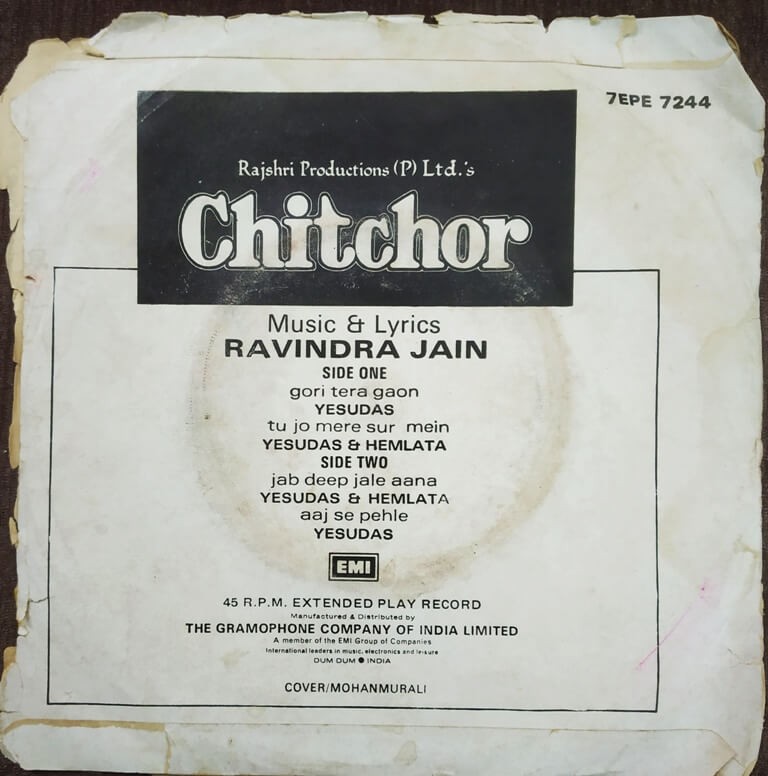 7EPE 7244
Rajshri Productions (P) Ltd.'s
Chitchor
Music & Lyrics
RAVINDRA JAIN
SIDE ONE
gori tera gaon
YESUDAS
tu jo mere sur mein
YESUDAS & HEMLATA
SIDE TWO
jab deep jale aana
YESUDAS & HEMLATA
aaj se pehle
YESUDAS
EMI
45 R.P.M. EXTENDED PLAY RECORD
Manufactured & Distributed by
THE GRAMOPHONE COMPANY OF INDIA LIMITED
A member of the EMI Group of Companies
International leaders in music, electronics and leisure
DUM DUM ● INDIA
COVER/MOHANMURALI